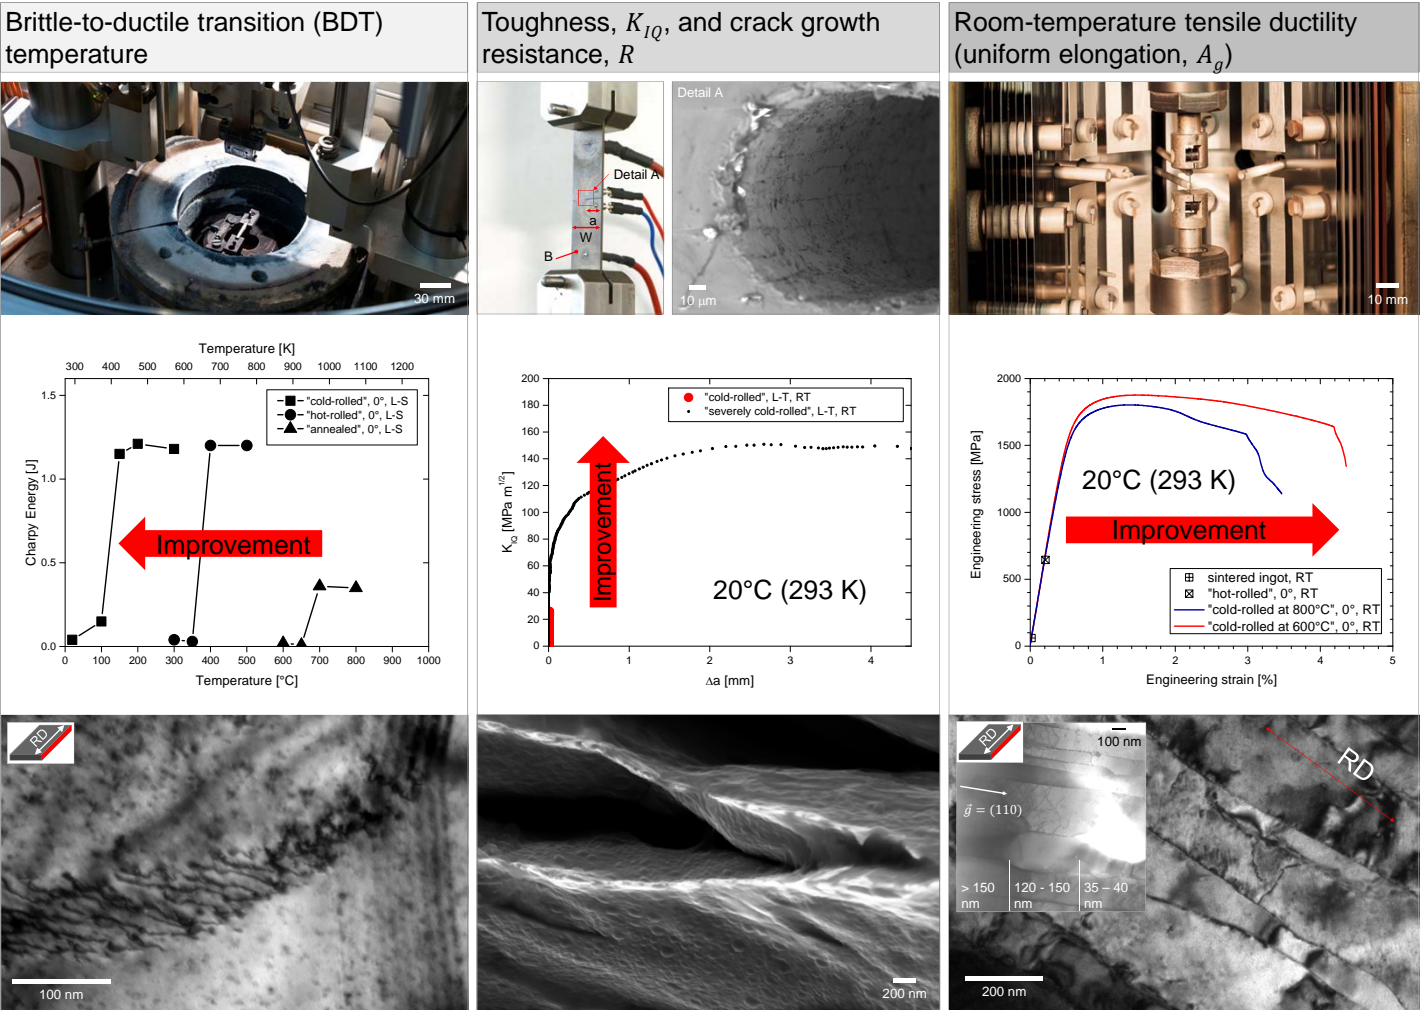 Brittle-to-ductile transition (BDT)
temperature
30 mm
Temperature [K]
300 400 500 600 700 800 900 1000 1100 1200
1.5
1.0
0.5
0.0
Charpy Energy [J]
"cold-rolled", 0°, L-S
"hot-rolled", 0°, L-S
"annealed", 0°, L-S
Improvement
0 100 200 300 400 500 600 700 800 900 1000
Temperature [°C]
RD
100 nm
Toughness, K_IQ, and crack growth
resistance, R
Detail A
a
W
B
Detail A
10 µm
200
180
160
140
120
100
80
60
40
20
0
K_IQ [MPa m^1/2]
"cold-rolled", L-T, RT
"severely cold-rolled", L-T, RT
Improvement
20°C (293 K)
0 1 2 3 4
Δa [mm]
200 nm
Room-temperature tensile ductility
(uniform elongation, A_g)
10 mm
2000
1500
1000
500
0
Engineering stress [MPa]
20°C (293 K)
Improvement
sintered ingot, RT
"hot-rolled", 0°, RT
"cold-rolled at 800°C", 0°, RT
"cold-rolled at 600°C", 0°, RT
0 1 2 3 4 5
Engineering strain [%]
RD
100 nm
g⃗ = (110)
> 150
nm
120 - 150
nm
35 – 40
nm
RD
200 nm